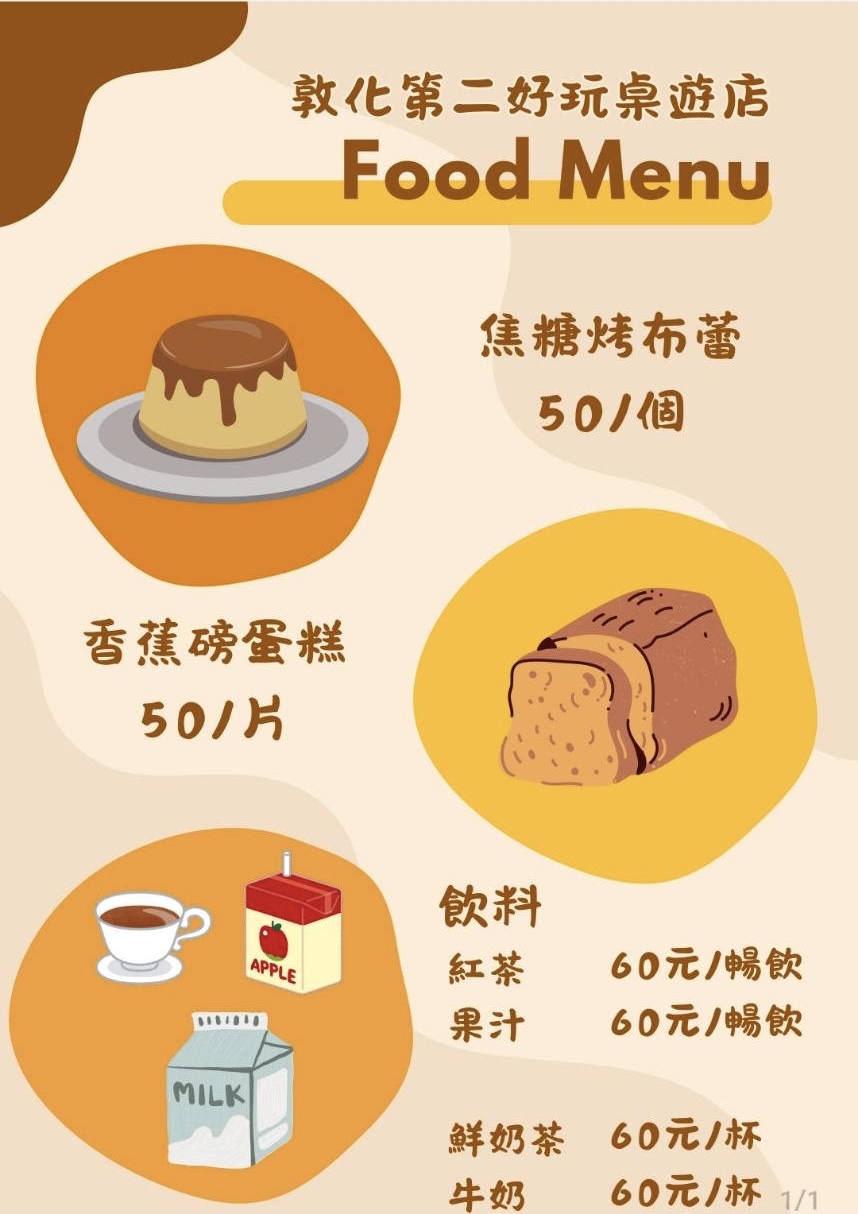 敦化第二好玩桌遊店
Food Menu
焦糖烤布蕾
50/個
香蕉磅蛋糕
50/片
APPLE
MILK
飲料
紅茶 60元/暢飲
果汁 60元/暢飲
鮮奶茶 60元/杯
牛奶 60元/杯
1/1